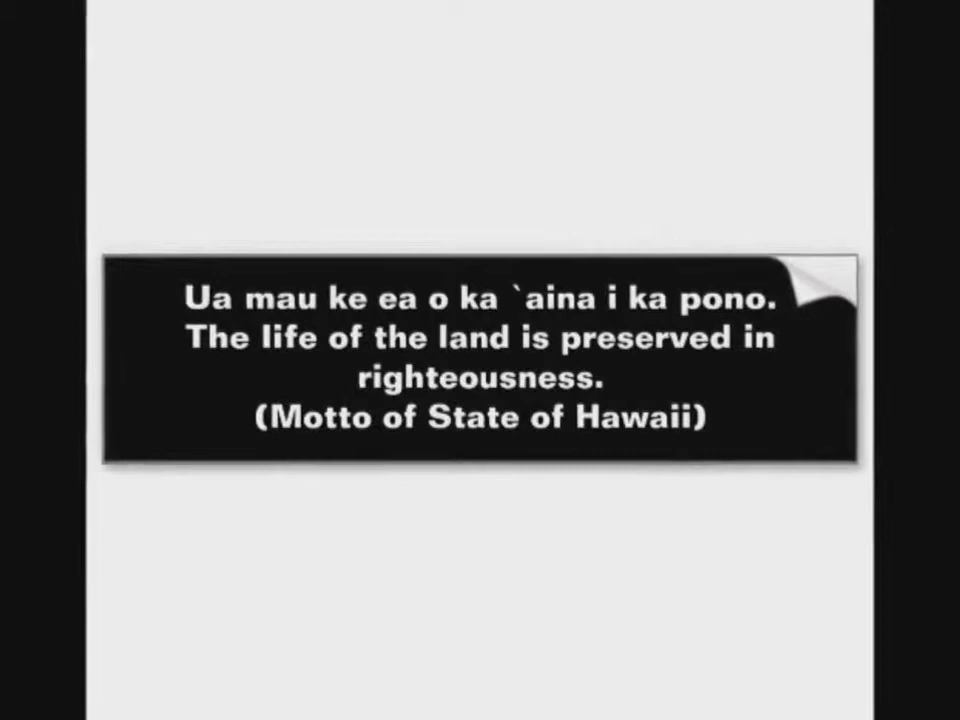 Ua mau ke ea o ka `aina i ka pono.
The life of the land is preserved in
righteousness.
(Motto of State of Hawaii)